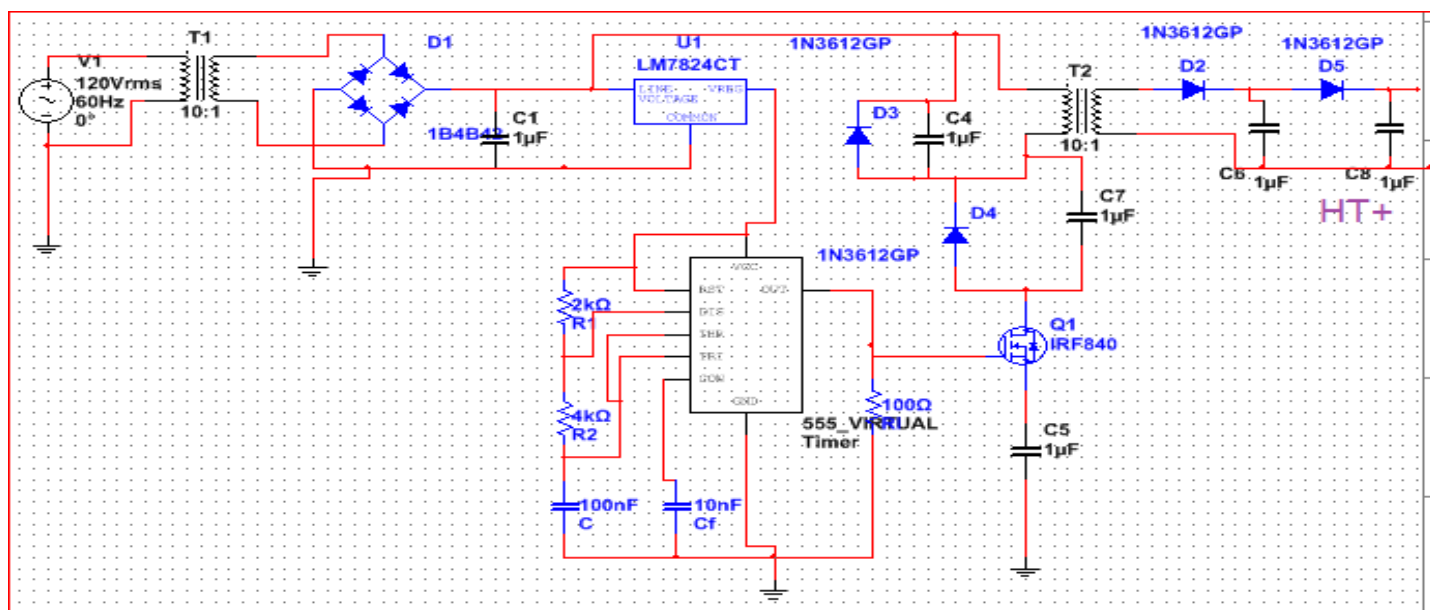 T1
V1
120Vrms
60Hz
0°
10:1
D1
1B4B42
C1
1µF
U1
LM7824CT
LINE VREG
VOLTAGE
COMMON
1N3612GP
D3
C4
1µF
T2
10:1
1N3612GP
D2
1N3612GP
D5
C6
1µF
C8
1µF
HT+
C7
1µF
D4
1N3612GP
VCC
RST
OUT
DIS
THR
TRI
CON
GND
555_VIRTUAL
Timer
2kΩ
R1
4kΩ
R2
100nF
C
10nF
Cf
100Ω
Q1
IRF840
C5
1µF